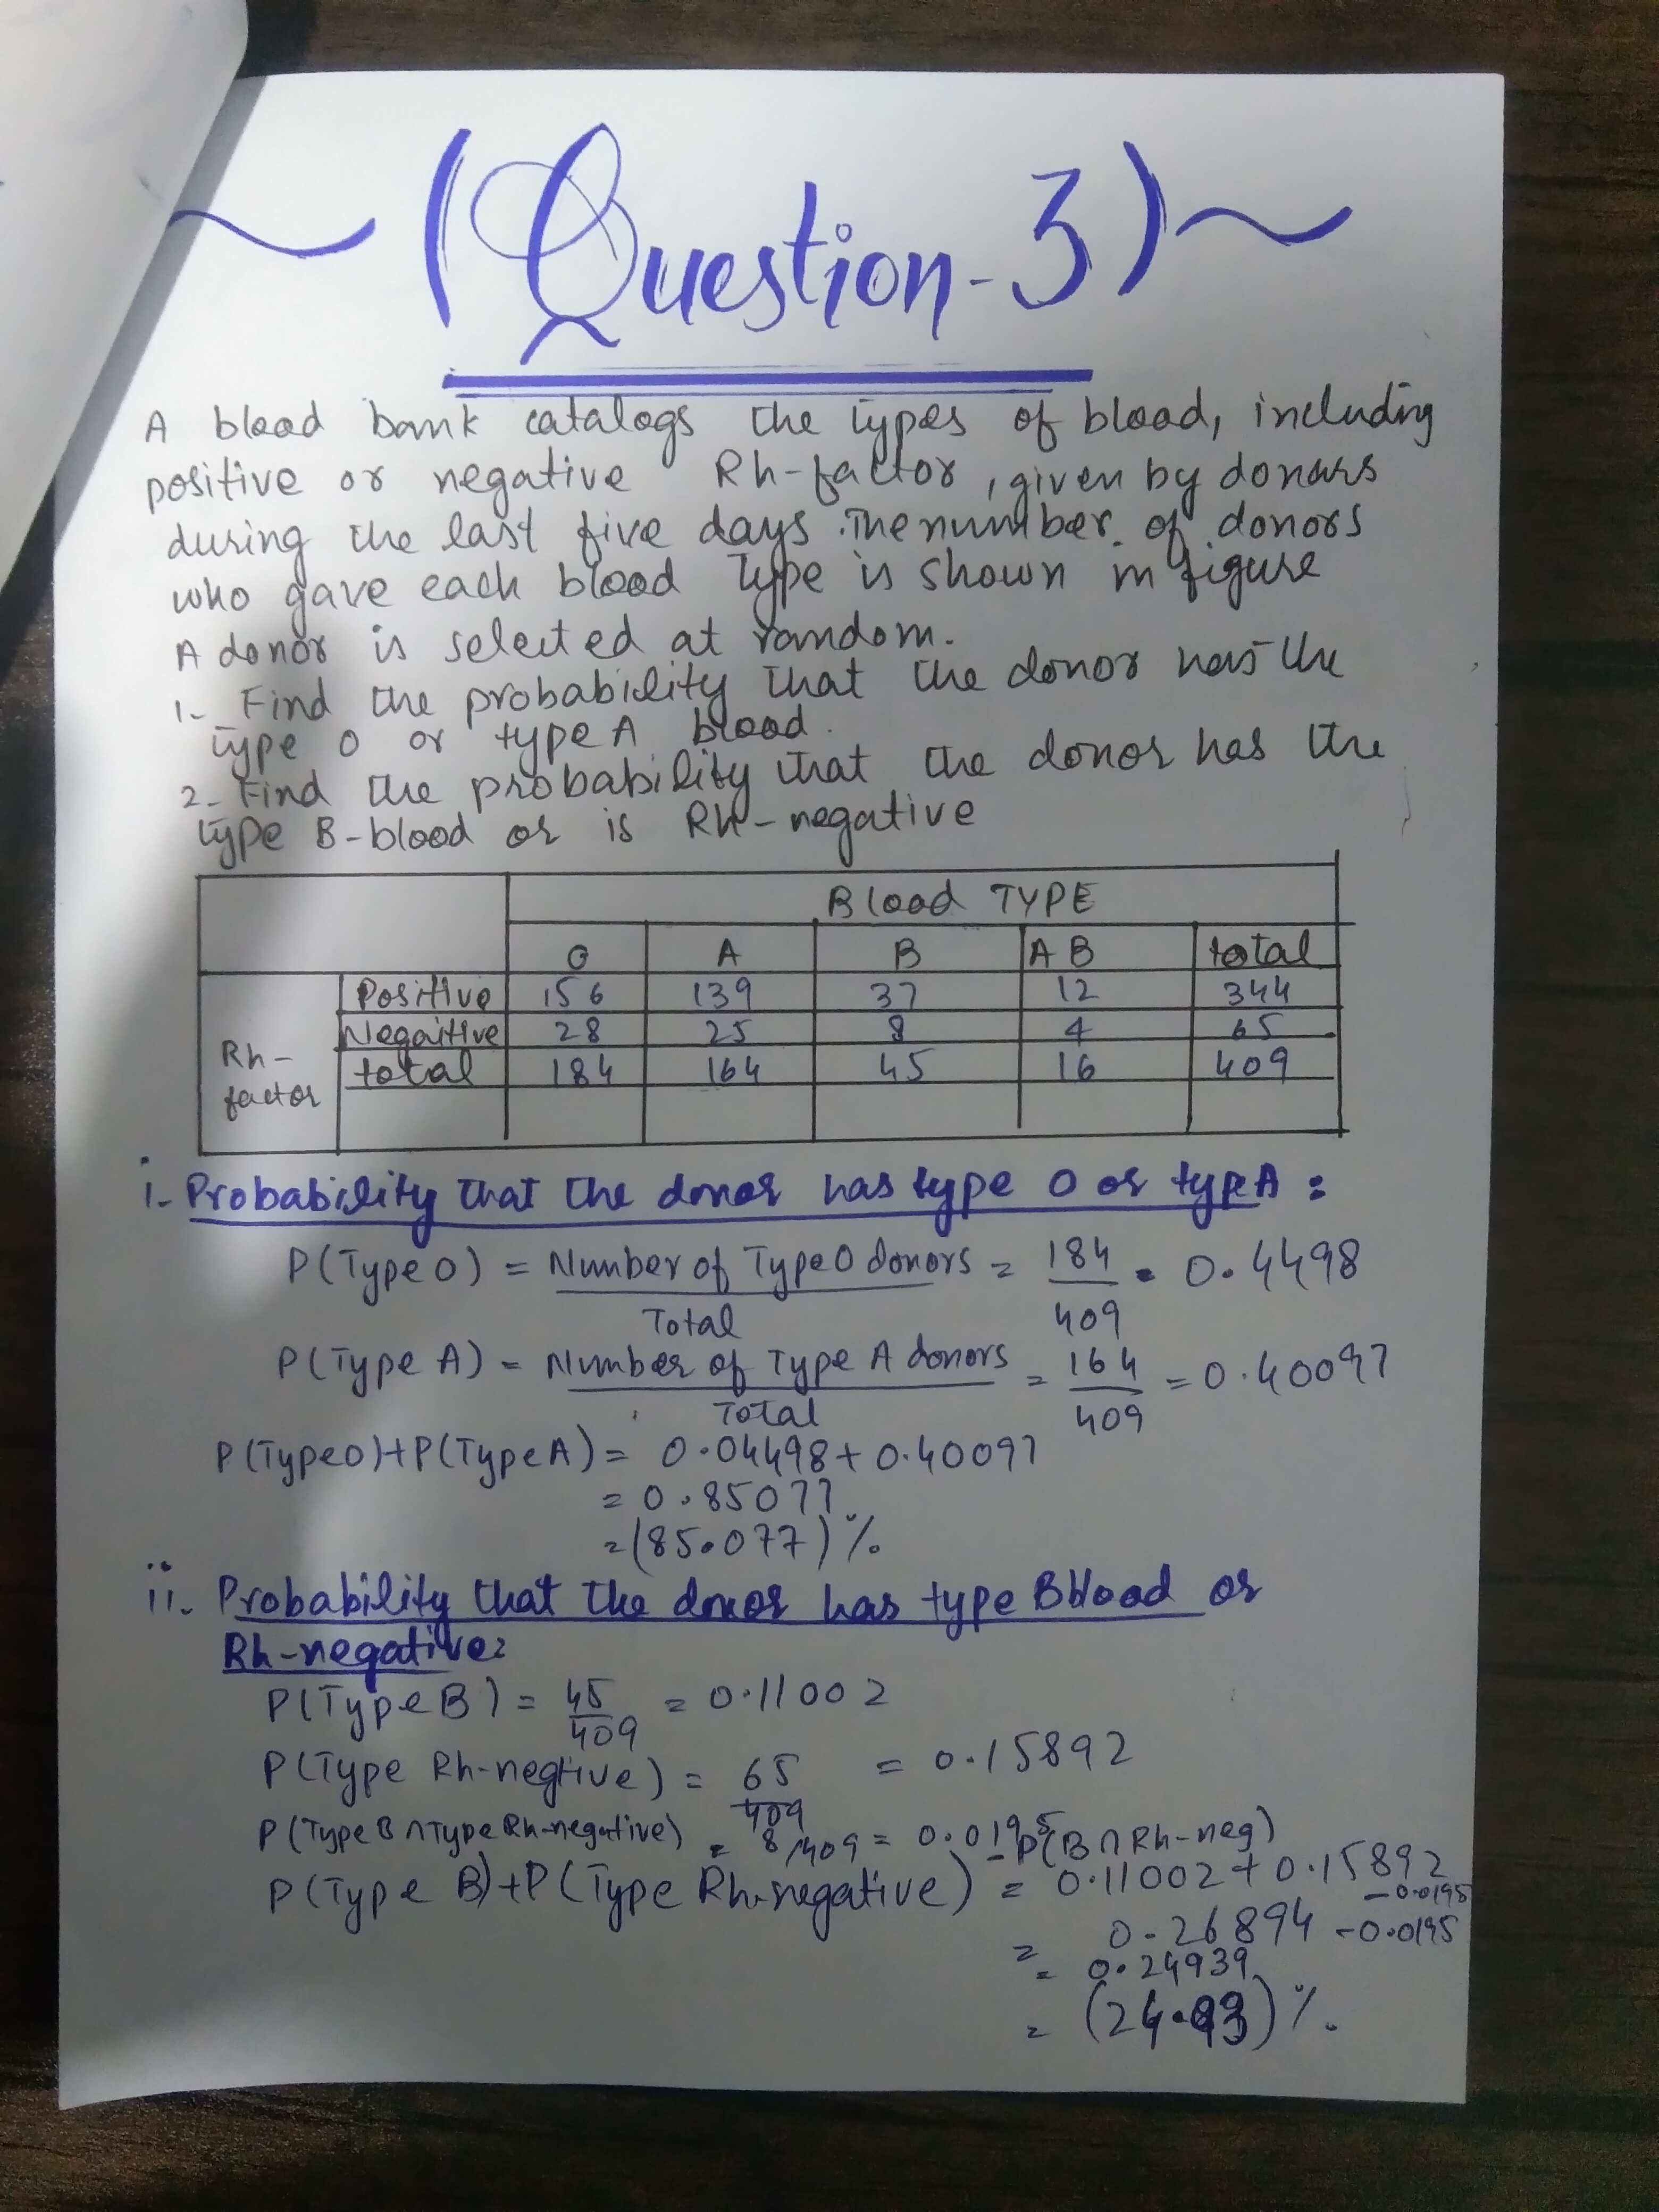 ~(Question-3)~
A blood bank catalogs the types of blood, including
positive or negative Rh-factor, given by donars
during the last five days. The number of donors
who gave each blood Type is shown in figure
A donor is selected at random.
1- Find the probability that the donor has the
type O or type A blood.
2- Find the probability that the donor has the
type B-blood or is Rh-negative
Blood TYPE
O A B AB total
Positive 156 139 37 12 344
Negaitive 28 25 8 4 65
Rh-factor total 184 164 45 16 409
i- Probability that the donor has type O or type A :
P(Type O) = Number of Type O donors / Total = 184/409 = 0.4498
P(Type A) = Number of Type A donors / Total = 164/409 = 0.40097
P(Type O)+P(Type A) = 0.04498+0.40097
= 0.85077
=(85.077)%
ii. Probability that the donor has type B blood or
Rh-negative:
P(Type B) = 45/409 = 0.11002
P(Type Rh-negtive) = 65/409 = 0.15892
P(Type B ∩ Type Rh-negative) = 8/409 = 0.0195
P(Type B)+P(Type Rh-negative) - P(B ∩ Rh-neg) = 0.11002+0.15892 -0.0195
= 0.26894 -0.0195
= 0.24939
= (24.93)%